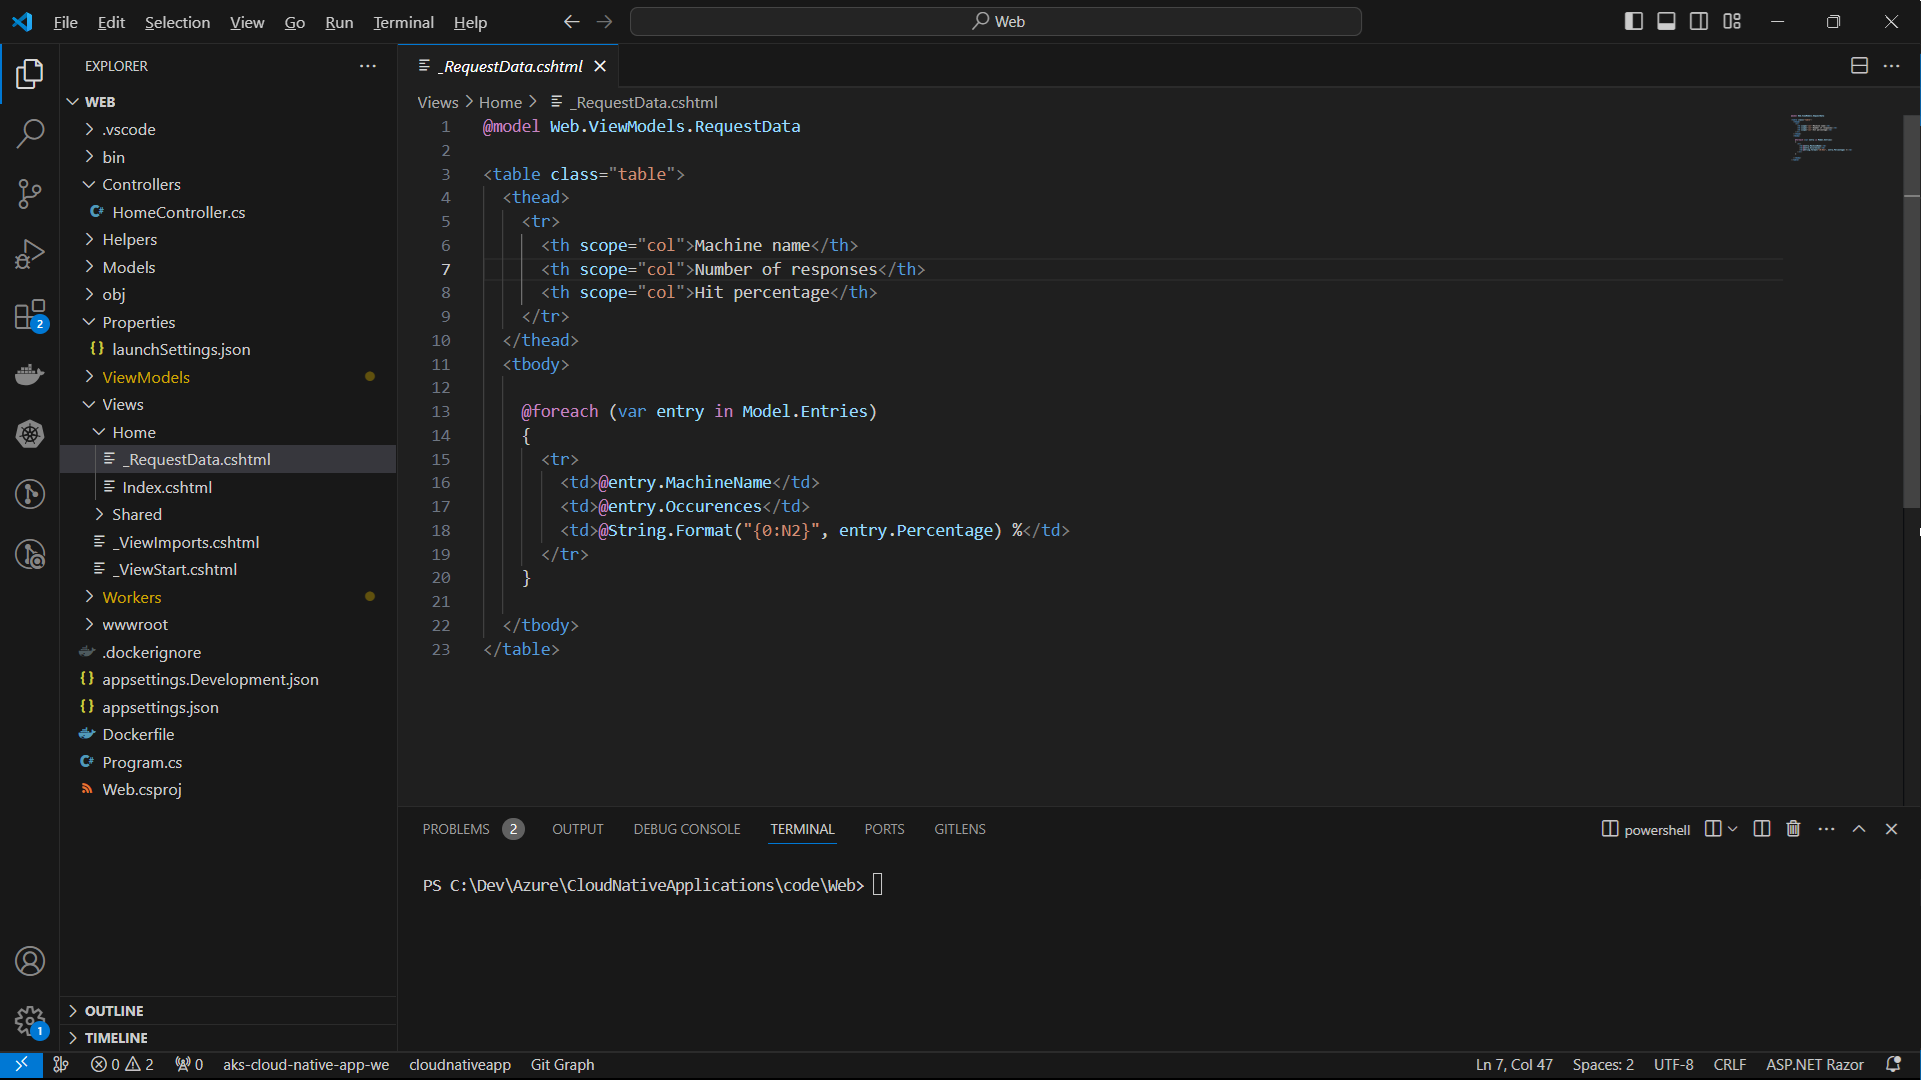 File Edit Selection View Go Run Terminal Help
Web
EXPLORER
WEB
.vscode
bin
Controllers
HomeController.cs
Helpers
Models
obj
Properties
launchSettings.json
ViewModels
Views
Home
_RequestData.cshtml
Index.cshtml
Shared
_ViewImports.cshtml
_ViewStart.cshtml
Workers
wwwroot
.dockerignore
appsettings.Development.json
appsettings.json
Dockerfile
Program.cs
Web.csproj
OUTLINE
TIMELINE
2
1
_RequestData.cshtml
Views > Home > _RequestData.cshtml
1 @model Web.ViewModels.RequestData
2
3 <table class="table">
4 <thead>
5 <tr>
6 <th scope="col">Machine name</th>
7 <th scope="col">Number of responses</th>
8 <th scope="col">Hit percentage</th>
9 </tr>
10 </thead>
11 <tbody>
12
13 @foreach (var entry in Model.Entries)
14 {
15 <tr>
16 <td>@entry.MachineName</td>
17 <td>@entry.Occurences</td>
18 <td>@String.Format("{0:N2}", entry.Percentage) %</td>
19 </tr>
20 }
21
22 </tbody>
23 </table>
PROBLEMS 2 OUTPUT DEBUG CONSOLE TERMINAL PORTS GITLENS
powershell
PS C:\Dev\Azure\CloudNativeApplications\code\Web>
0 2 0 aks-cloud-native-app-we cloudnativeapp Git Graph
Ln 7, Col 47 Spaces: 2 UTF-8 CRLF ASP.NET Razor